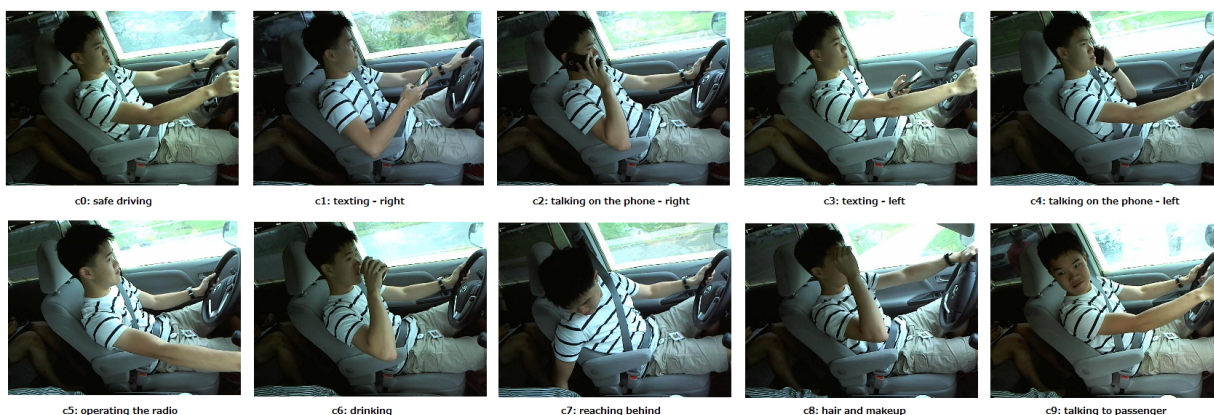 c0: safe driving
c1: texting - right
c2: talking on the phone - right
c3: texting - left
c4: talking on the phone - left
c5: operating the radio
c6: drinking
c7: reaching behind
c8: hair and makeup
c9: talking to passenger